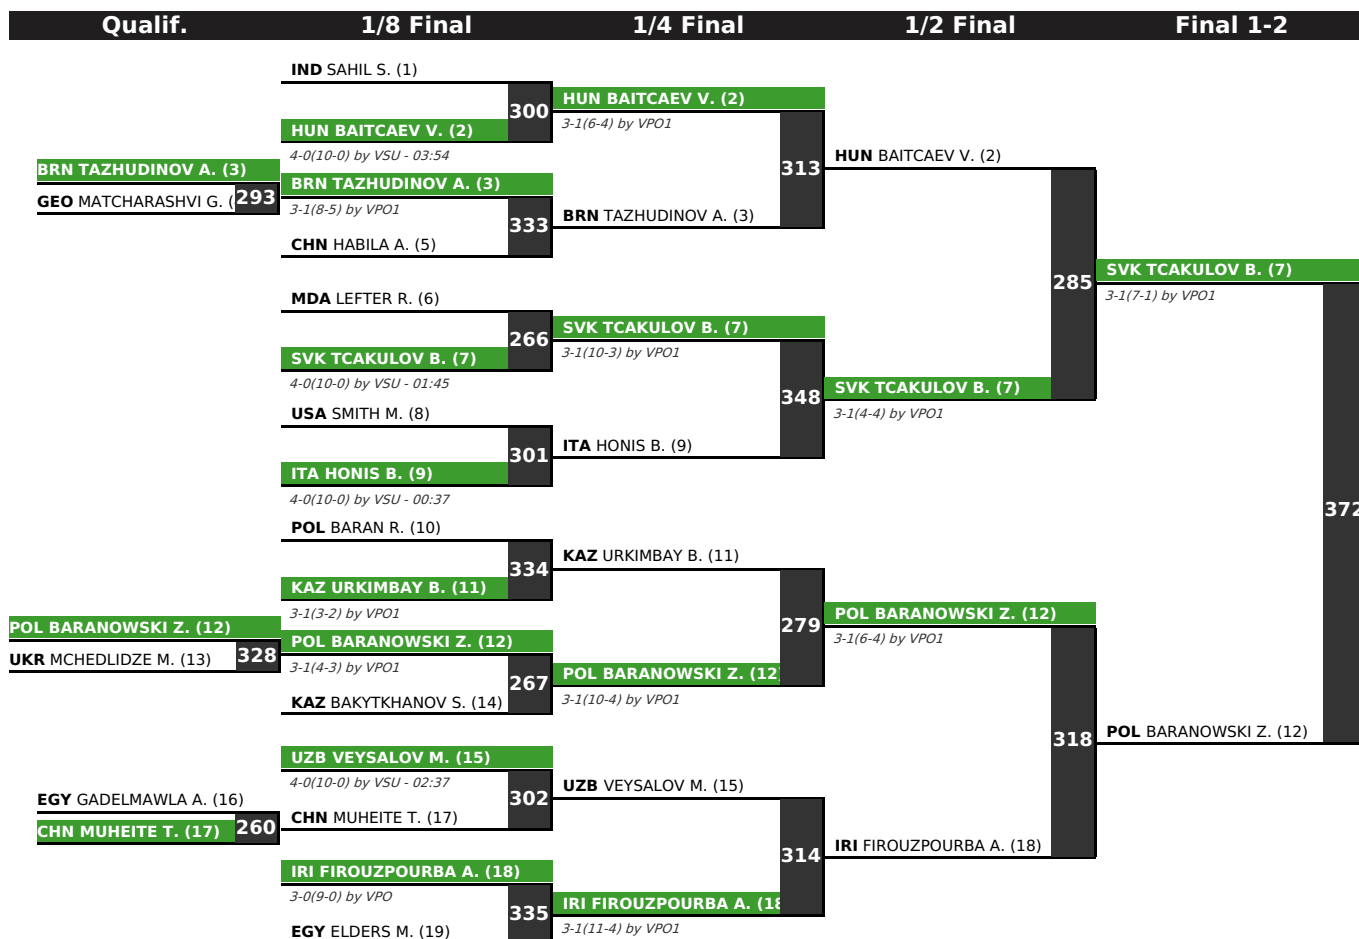 Qualif. 1/8 Final 1/4 Final 1/2 Final Final 1-2
IND SAHIL S. (1)
300
HUN BAITCAEV V. (2)
4-0(10-0) by VSU - 03:54
BRN TAZHUDINOV A. (3)
GEO MATCHARASHVI G. (
293
BRN TAZHUDINOV A. (3)
3-1(8-5) by VPO1
333
CHN HABILA A. (5)
HUN BAITCAEV V. (2)
3-1(6-4) by VPO1
313
BRN TAZHUDINOV A. (3)
HUN BAITCAEV V. (2)
MDA LEFTER R. (6)
266
SVK TCAKULOV B. (7)
4-0(10-0) by VSU - 01:45
USA SMITH M. (8)
301
ITA HONIS B. (9)
4-0(10-0) by VSU - 00:37
SVK TCAKULOV B. (7)
3-1(10-3) by VPO1
348
ITA HONIS B. (9)
285
SVK TCAKULOV B. (7)
3-1(4-4) by VPO1
SVK TCAKULOV B. (7)
3-1(7-1) by VPO1
372
POL BARAN R. (10)
334
KAZ URKIMBAY B. (11)
3-1(3-2) by VPO1
POL BARANOWSKI Z. (12)
UKR MCHEDLIDZE M. (13)
328
POL BARANOWSKI Z. (12)
3-1(4-3) by VPO1
267
KAZ BAKYTKHANOV S. (14)
KAZ URKIMBAY B. (11)
279
POL BARANOWSKI Z. (12
3-1(10-4) by VPO1
POL BARANOWSKI Z. (12)
3-1(6-4) by VPO1
318
POL BARANOWSKI Z. (12)
UZB VEYSALOV M. (15)
4-0(10-0) by VSU - 02:37
302
EGY GADELMAWLA A. (16)
CHN MUHEITE T. (17)
260
CHN MUHEITE T. (17)
UZB VEYSALOV M. (15)
314
IRI FIROUZPOURBA A. (18)
IRI FIROUZPOURBA A. (18)
3-0(9-0) by VPO
335
EGY ELDERS M. (19)
IRI FIROUZPOURBA A. (18
3-1(11-4) by VPO1